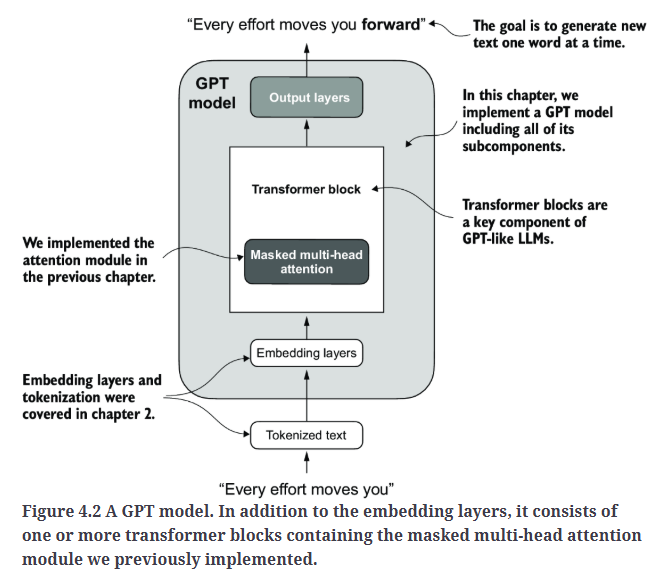 “Every effort moves you forward”
The goal is to generate new
text one word at a time.
GPT
model
Output layers
In this chapter, we
implement a GPT model
including all of its
subcomponents.
Transformer block
Transformer blocks are
a key component of
GPT-like LLMs.
We implemented the
attention module in
the previous chapter.
Masked multi-head
attention
Embedding layers
Embedding layers and
tokenization were
covered in chapter 2.
Tokenized text
“Every effort moves you”
Figure 4.2 A GPT model. In addition to the embedding layers, it consists of
one or more transformer blocks containing the masked multi-head attention
module we previously implemented.